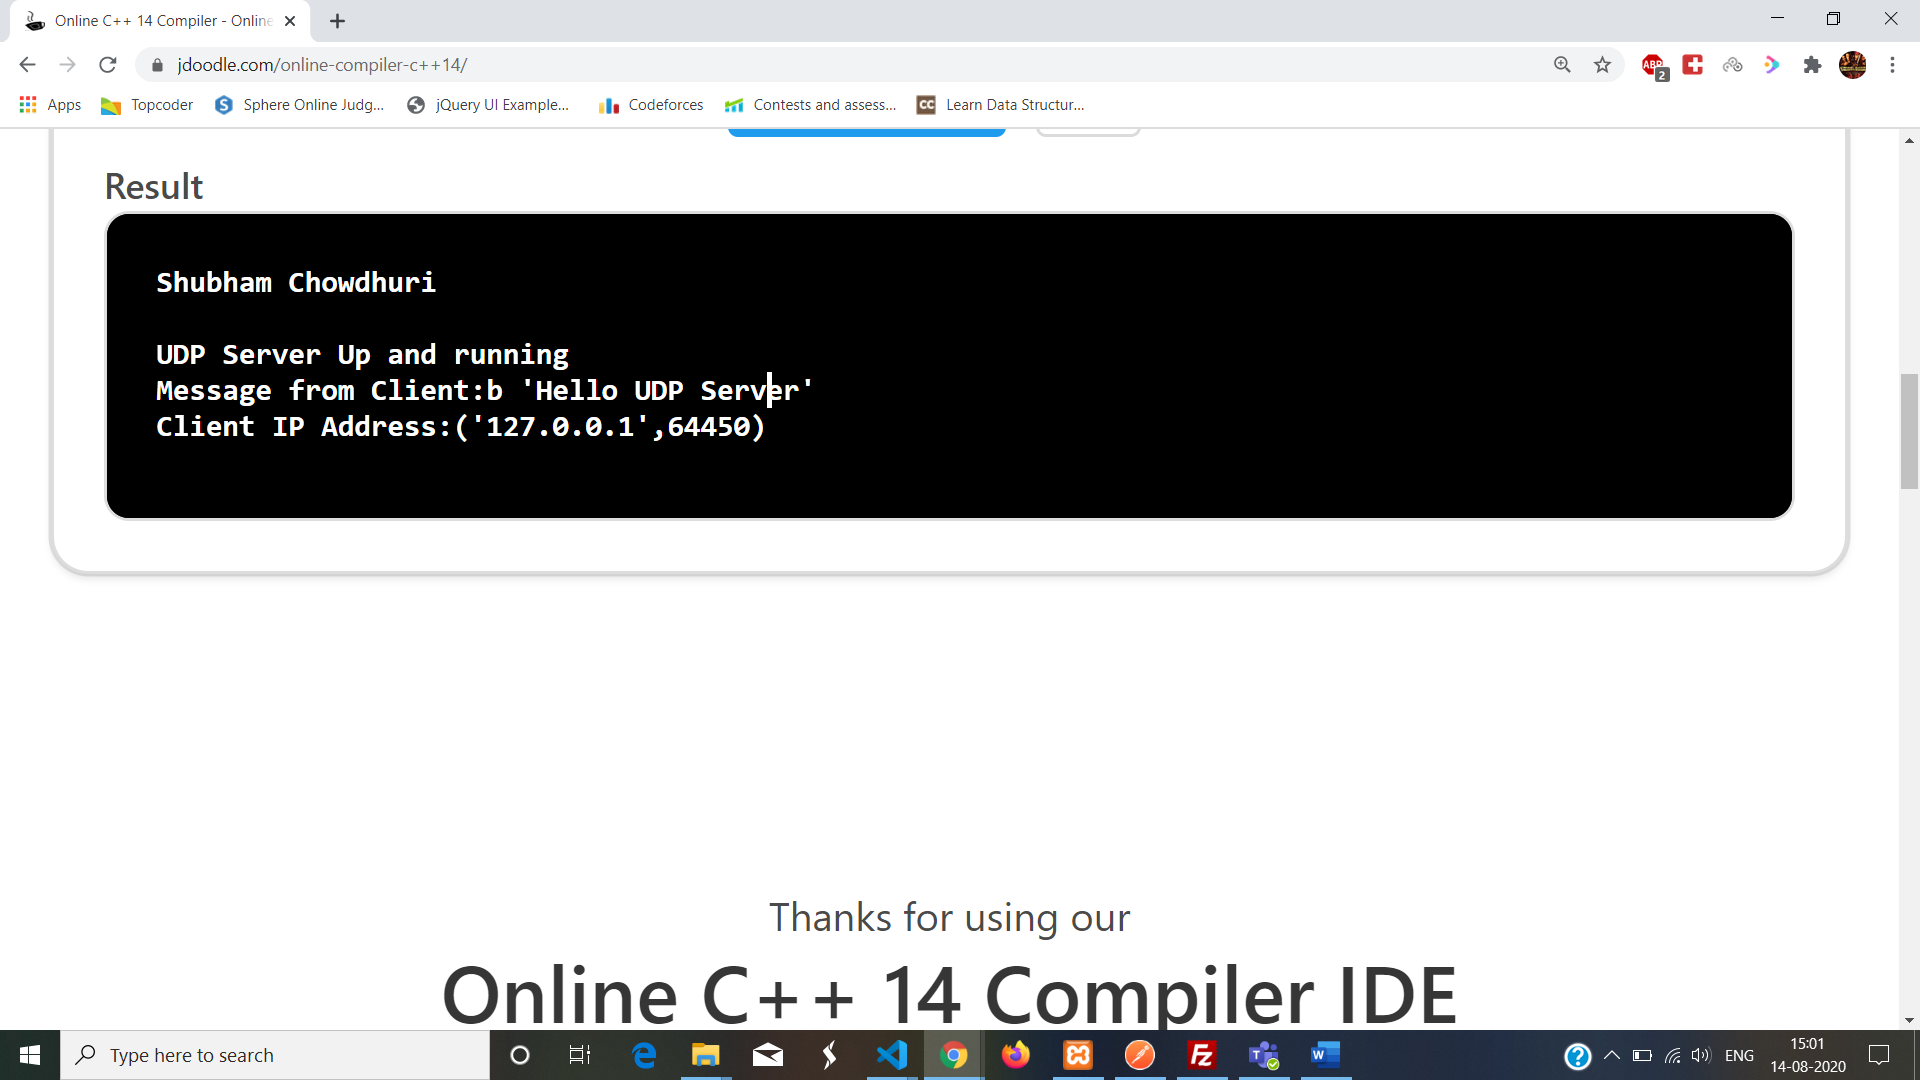 Online C++ 14 Compiler - Online
jdoodle.com/online-compiler-c++14/
ABP
2
Apps
Topcoder
Sphere Online Judg...
jQuery UI Example...
Codeforces
Contests and assess...
CC
Learn Data Structur...
Result
Shubham Chowdhuri
UDP Server Up and running
Message from Client:b 'Hello UDP Server'
Client IP Address:('127.0.0.1',64450)
Thanks for using our
Online C++ 14 Compiler IDE
Type here to search
ENG
15:01
14-08-2020